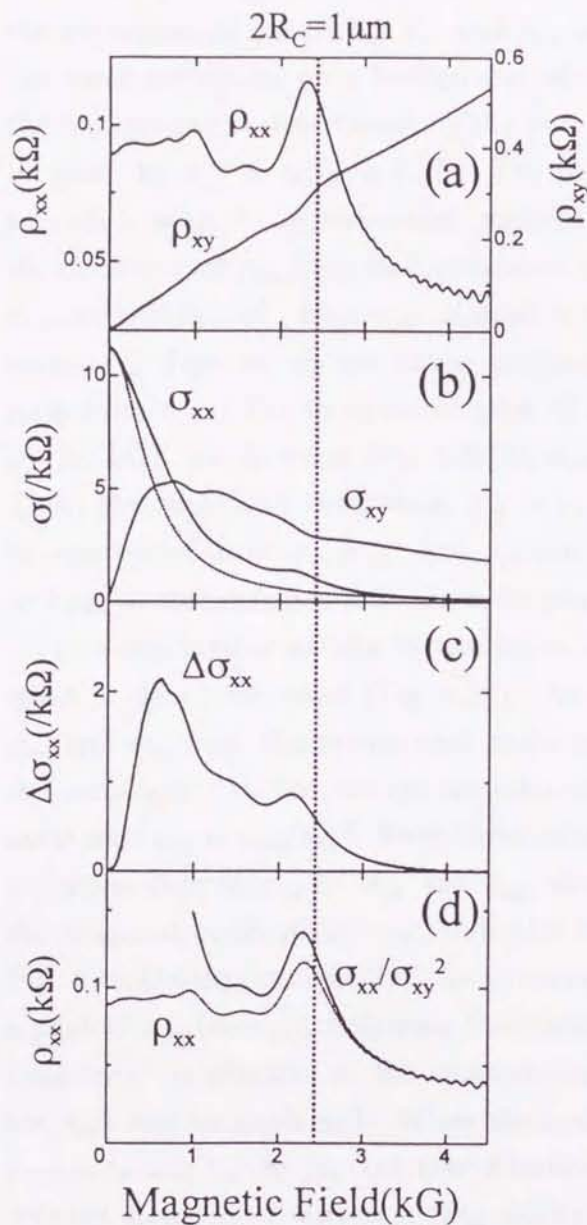 2R_C=1μm
0.6
0.1
ρ_xx
0.4
(a)
ρ_xx(kΩ)
ρ_xy(kΩ)
ρ_xy
0.05
0.2
0
10
σ_xx
(b)
σ(/kΩ)
5
σ_xy
0
Δσ_xx
(c)
2
Δσ_xx(/kΩ)
0
(d)
0.1
σ_xx/σ_xy²
ρ_xx
ρ_xx(kΩ)
0 1 2 3 4
Magnetic Field(kG)